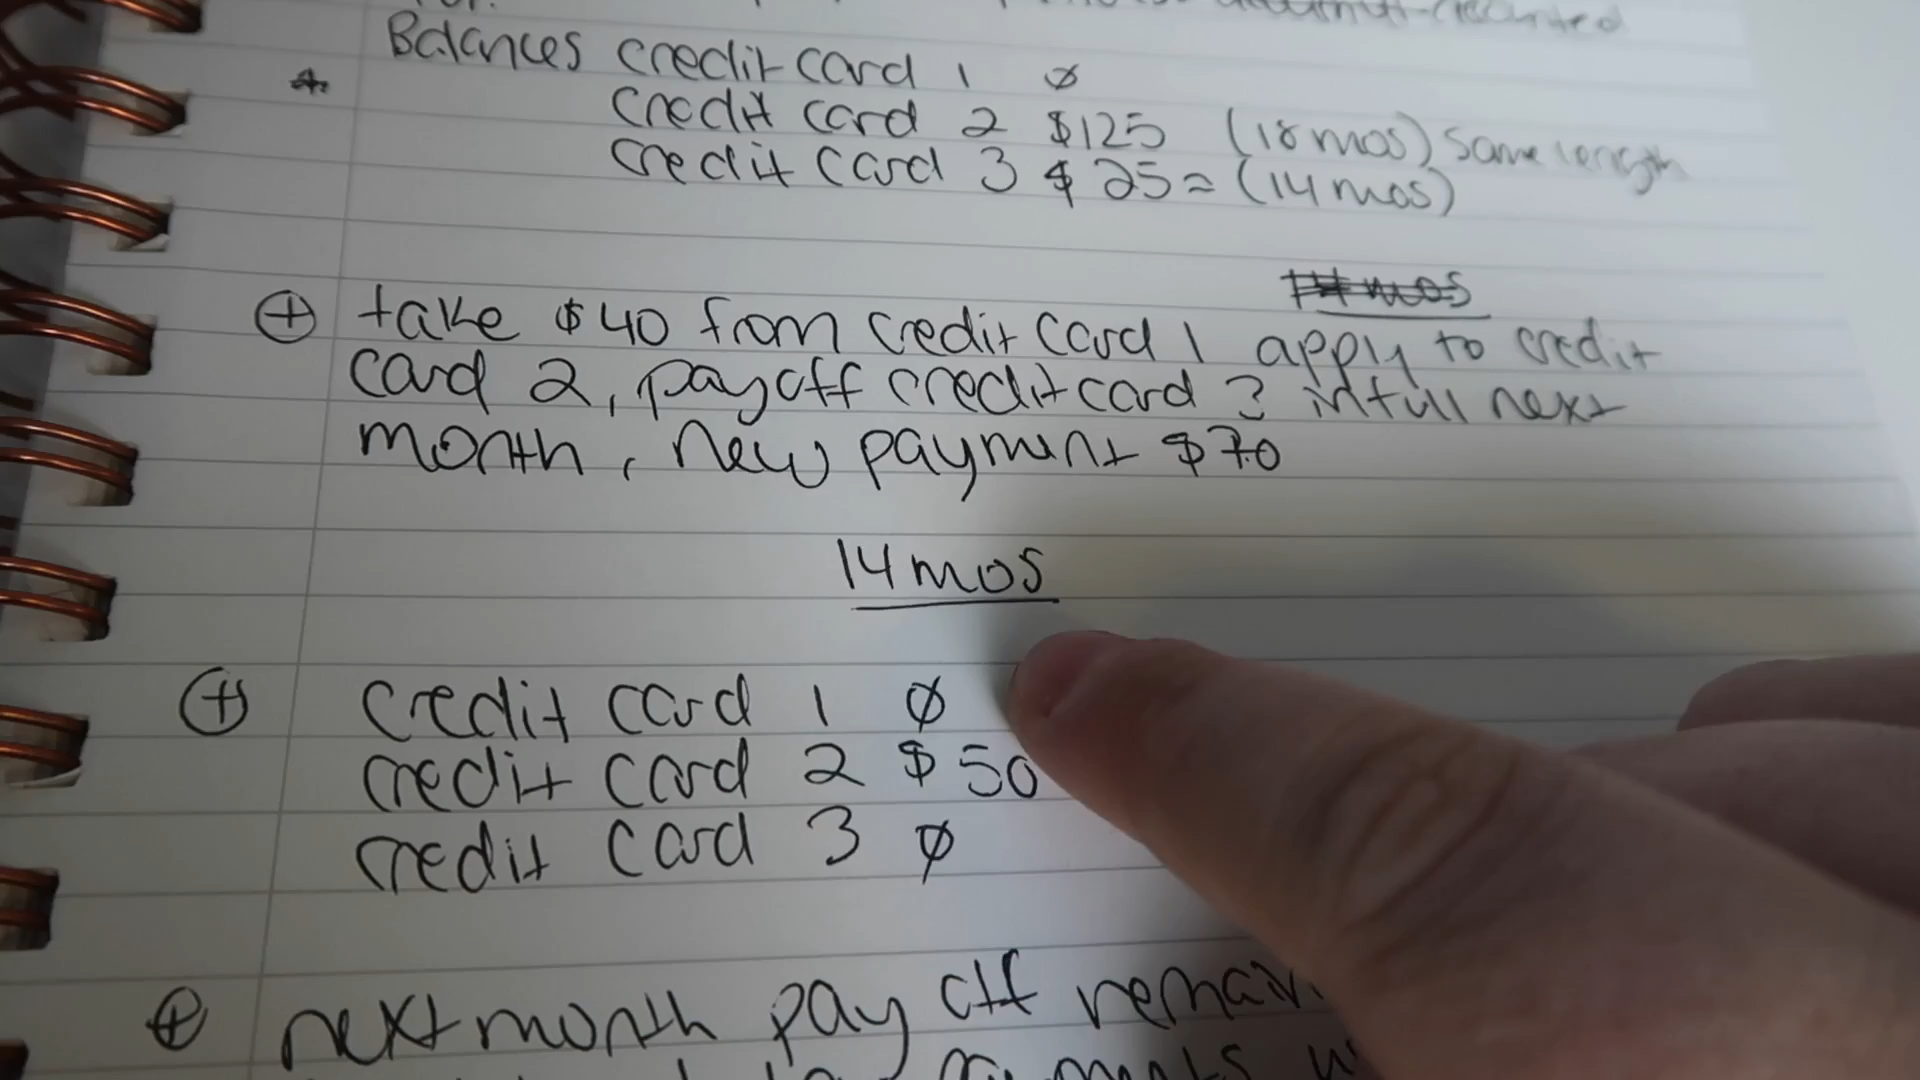 Balances credit card 1 ∅
credit card 2 $125 (18 mos) same length
credit card 3 $25 = (14 mos)
mos
⊕ take $40 from credit card 1 apply to credit
card 2, pay off credit card 3 in full next
month, new payment $70
14 mos
⊕ credit card 1 ∅
credit card 2 $50
credit card 3 ∅
⊕ next month pay off